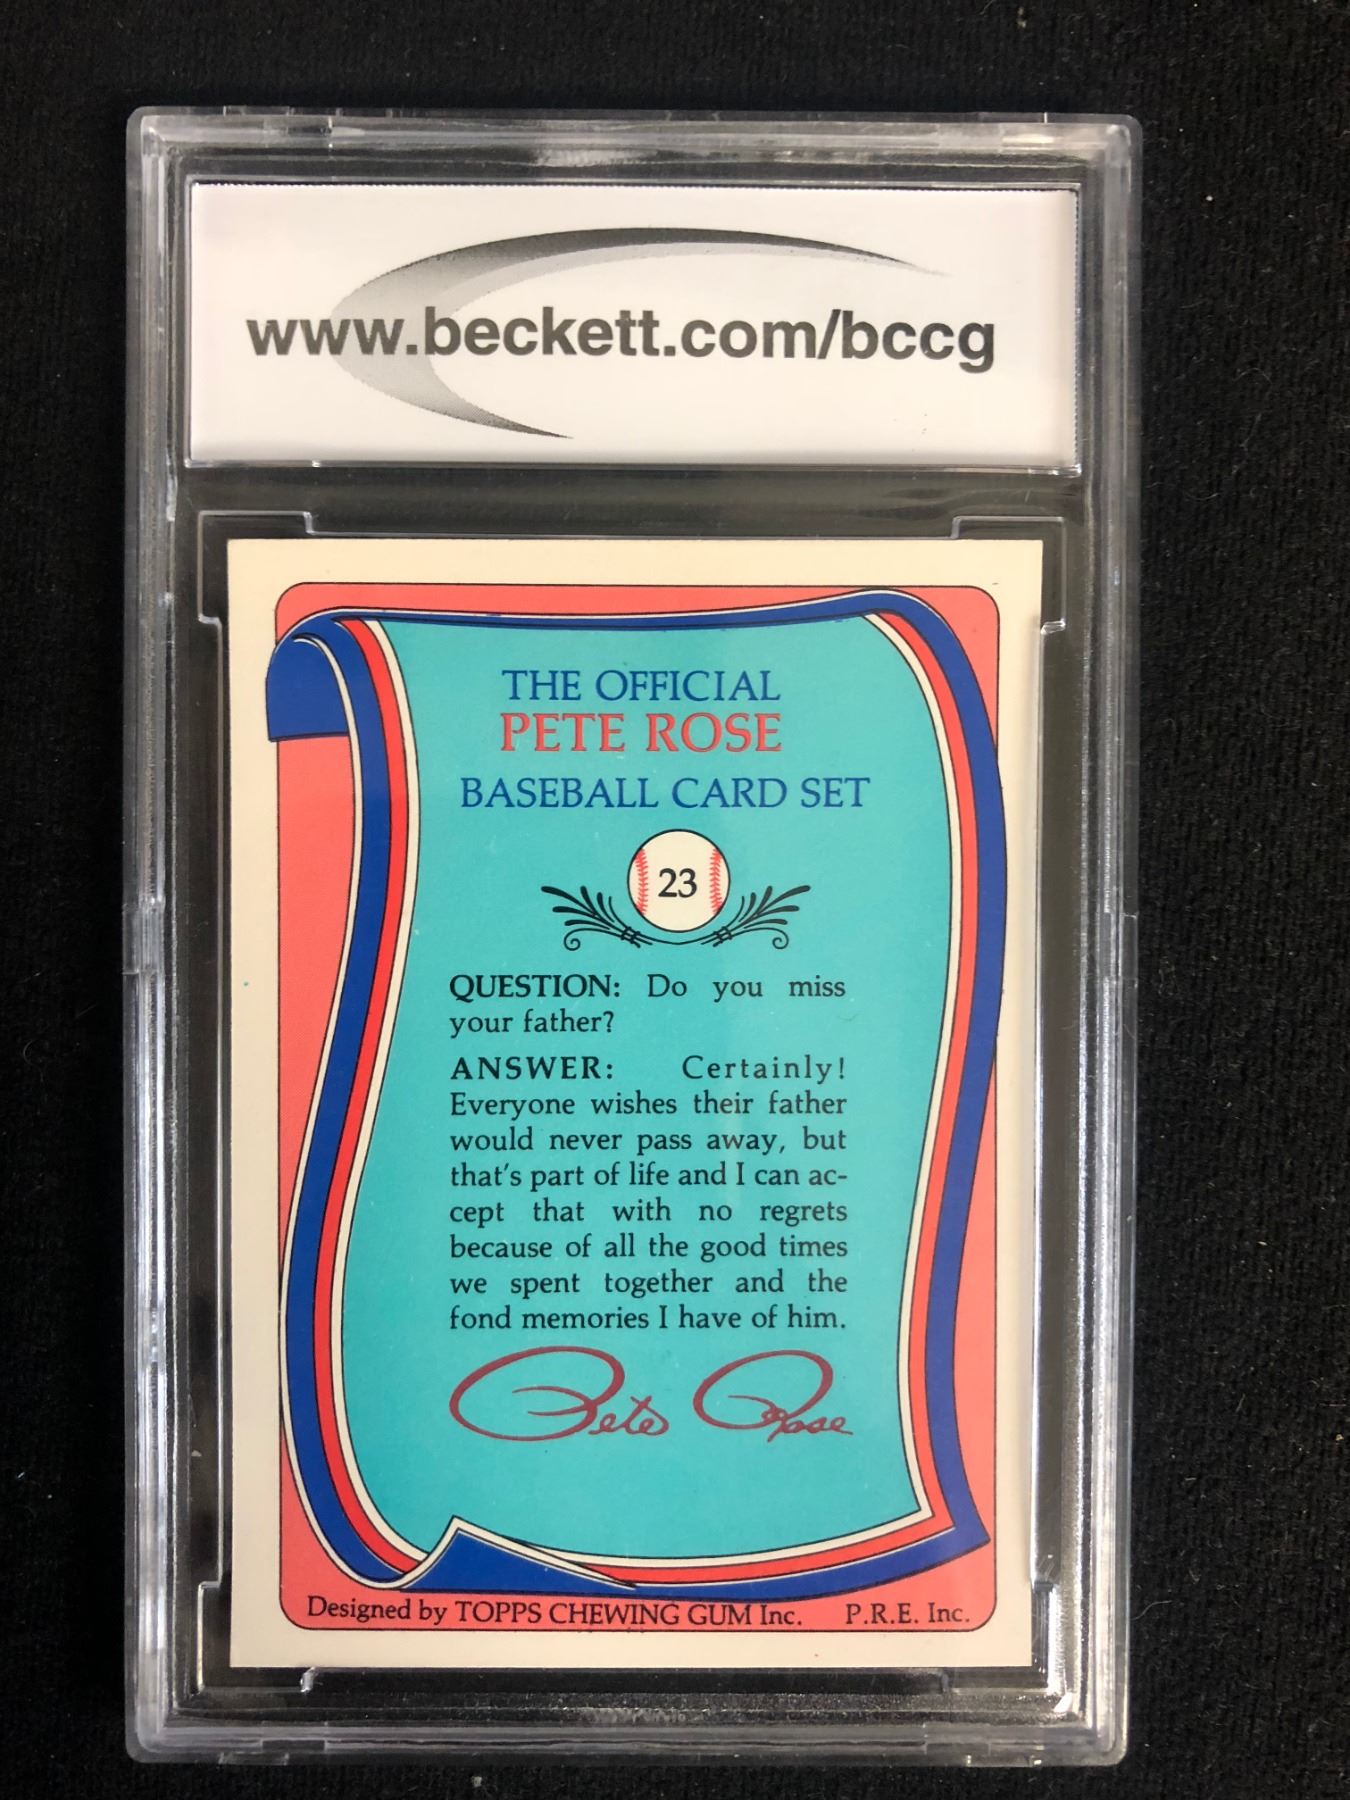 www.beckett.com/bccg
THE OFFICIAL
PETE ROSE
BASEBALL CARD SET
23
QUESTION: Do you miss
your father?
ANSWER: Certainly!
Everyone wishes their father
would never pass away, but
that's part of life and I can ac-
cept that with no regrets
because of all the good times
we spent together and the
fond memories I have of him.
Pete Rose
Designed by TOPPS CHEWING GUM Inc. P.R.E. Inc.